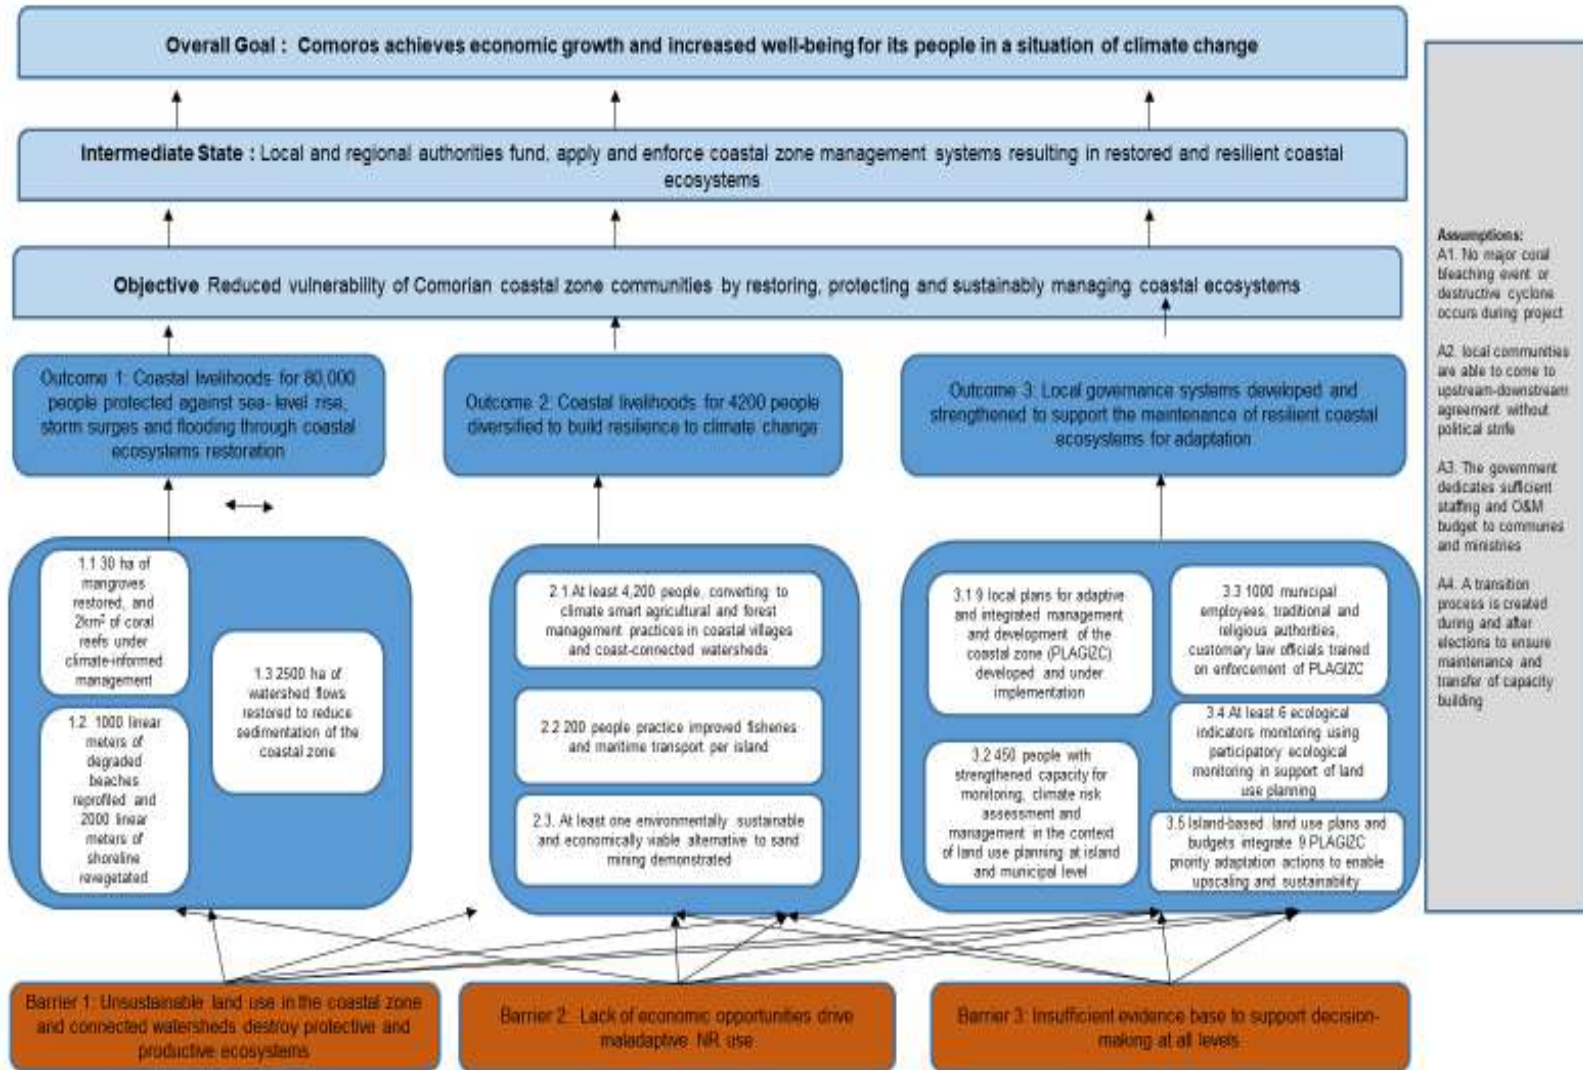 Overall Goal : Comoros achieves economic growth and increased well-being for its people in a situation of climate change
Intermediate State : Local and regional authorities fund, apply and enforce coastal zone management systems resulting in restored and resilient coastal
ecosystems
Objective Reduced vulnerability of Comorian coastal zone communities by restoring, protecting and sustainably managing coastal ecosystems
Outcome 1: Coastal livelihoods for 80,000
people protected against sea- level rise,
storm surges and flooding through coastal
ecosystems restoration
Outcome 2: Coastal livelihoods for 4200 people
diversified to build resilience to climate change
Outcome 3: Local governance systems developed and
strengthened to support the maintenance of resilient coastal
ecosystems for adaptation
1.1 30 ha of
mangroves
restored, and
2km² of coral
reefs under
climate-informed
management
1.2. 1000 linear
meters of
degraded
beaches
reprofiled and
2000 linear
meters of
shoreline
revegetated
1.3 2500 ha of
watershed flows
restored to reduce
sedimentation of the
coastal zone
2.1 At least 4,200 people, converting to
climate smart agricultural and forest
management practices in coastal villages
and coast-connected watersheds
2.2 200 people practice improved fisheries
and maritime transport per island
2.3. At least one environmentally sustainable
and economically viable alternative to sand
mining demonstrated
3.1 9 local plans for adaptive
and integrated management
and development of the
coastal zone (PLAGIZC)
developed and under
implementation
3.2 450 people with
strengthened capacity for
monitoring, climate risk
assessment and
management in the context
of land use planning at island
and municipal level
3.3 1000 municipal
employees, traditional and
religious authorities,
customary law officials trained
on enforcement of PLAGIZC
3.4 At least 6 ecological
indicators monitoring using
participatory ecological
monitoring in support of land
use planning
3.5 Island-based land use plans and
budgets integrate 9 PLAGIZC
priority adaptation actions to enable
upscaling and sustainability
Barrier 1: Unsustainable land use in the coastal zone
and connected watersheds destroy protective and
productive ecosystems
Barrier 2: Lack of economic opportunities drive
maladaptive NR use
Barrier 3: Insufficient evidence base to support decision-
making at all levels
Assumptions:
A1. No major coral
bleaching event or
destructive cyclone
occurs during project
A2. local communities
are able to come to
upstream-downstream
agreement without
political strife
A3. The government
dedicates sufficient
staffing and O&M
budget to communes
and ministries
A4. A transition
process is created
during and after
elections to ensure
maintenance and
transfer of capacity
building